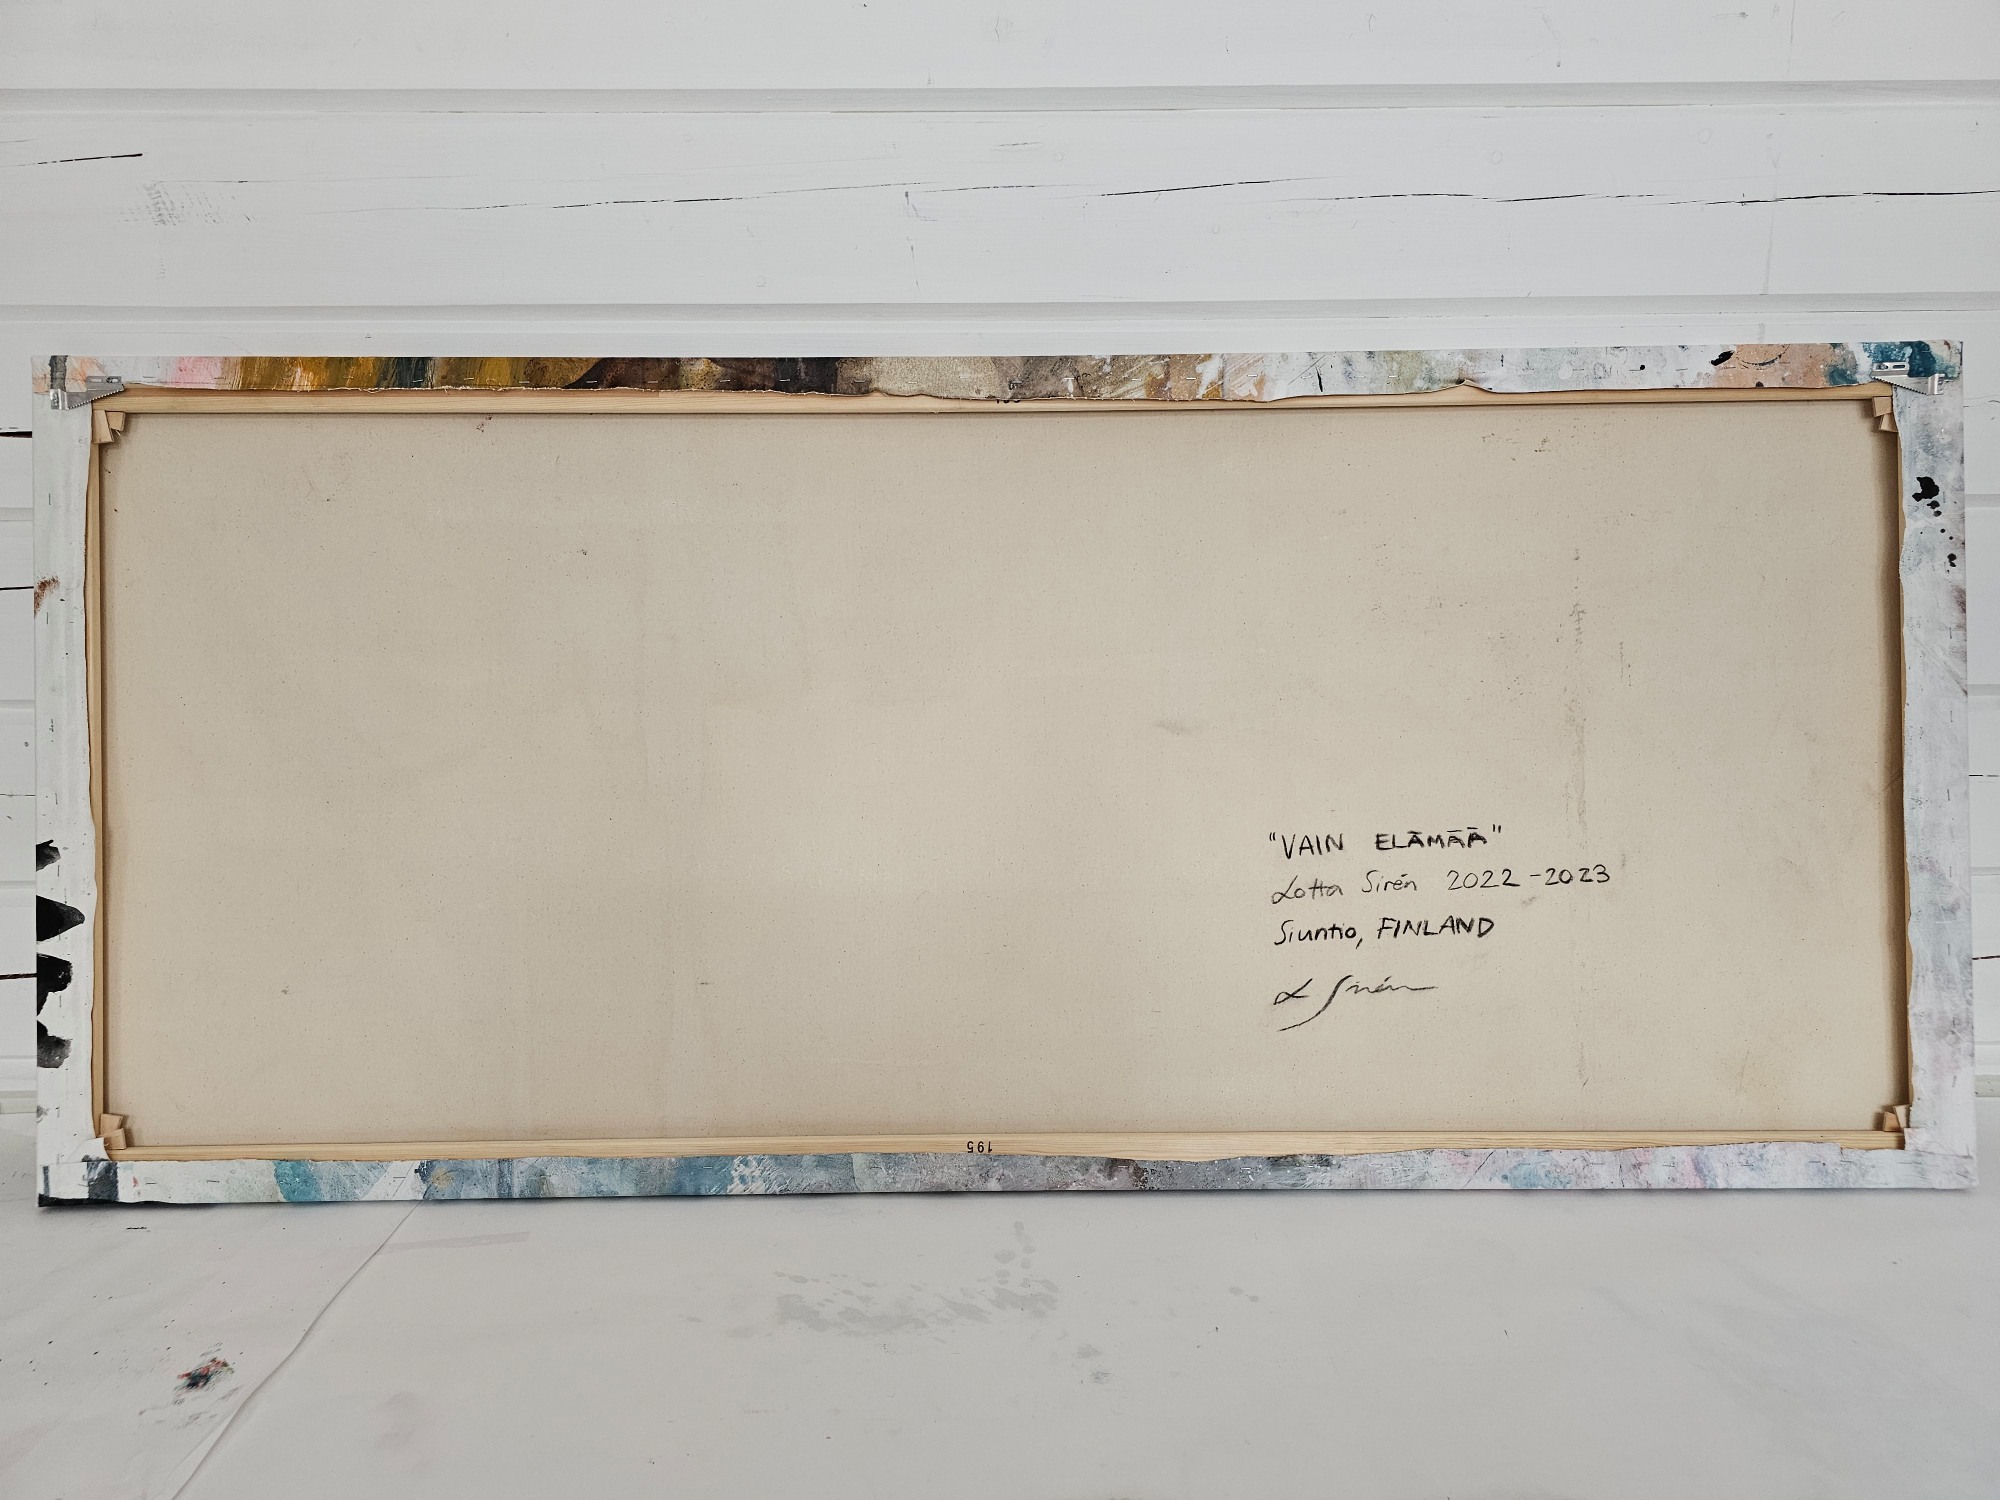 "VAIN ELÄMÄÄ"
Lotta Sirén 2022-2023
Siuntio, FINLAND
L Sirén
195